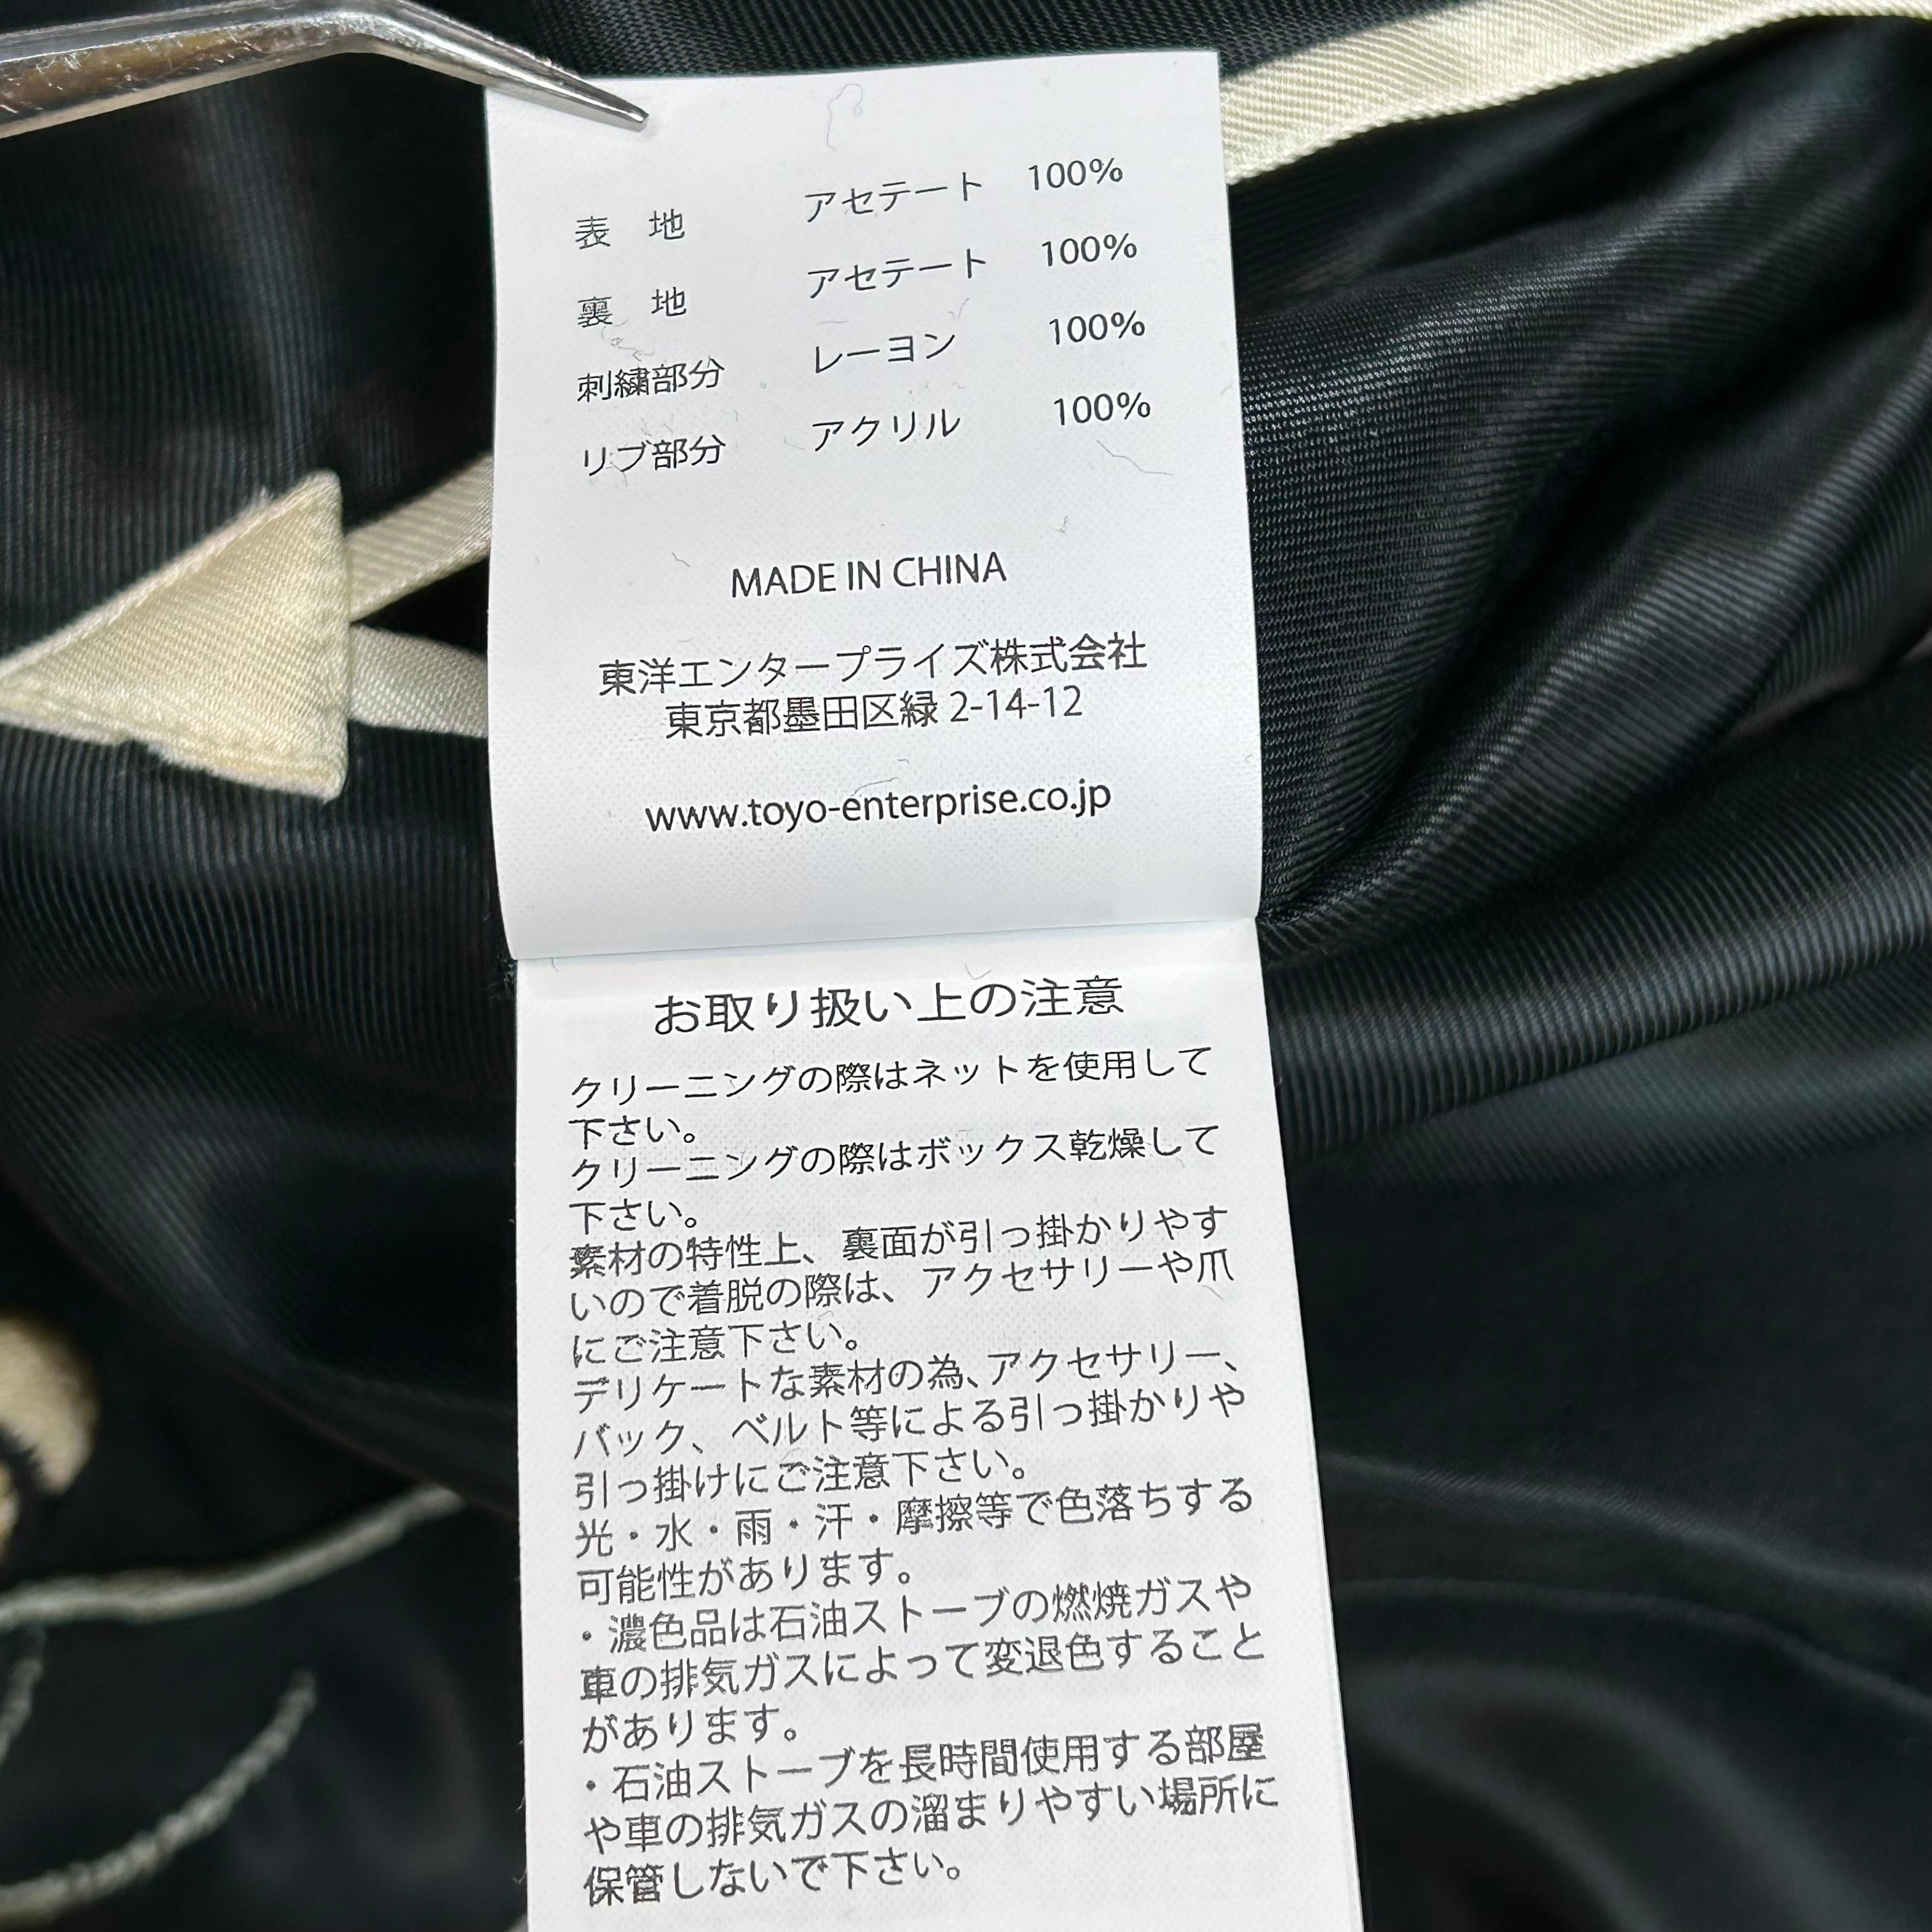 表 地 アセテート 100%
裏 地 アセテート 100%
刺繍部分 レーヨン 100%
リブ部分 アクリル 100%
MADE IN CHINA
東洋エンタープライズ株式会社
東京都墨田区緑 2-14-12
www.toyo-enterprise.co.jp
お取り扱い上の注意
クリーニングの際はネットを使用して
下さい。
クリーニングの際はボックス乾燥して
下さい。
素材の特性上、裏面が引っ掛かりやす
いので着脱の際は、アクセサリーや爪
にご注意下さい。
デリケートな素材の為、アクセサリー、
バック、ベルト等による引っ掛かりや
引っ掛けにご注意下さい。
光・水・雨・汗・摩擦等で色落ちする
可能性があります。
・濃色品は石油ストーブの燃焼ガスや
車の排気ガスによって変退色すること
があります。
・石油ストーブを長時間使用する部屋
や車の排気ガスの溜まりやすい場所に
保管しないで下さい。